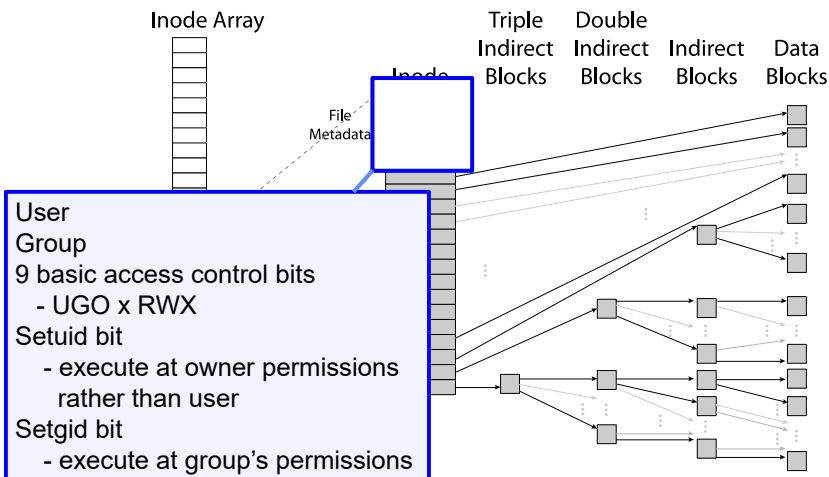 Inode Array
Triple
Indirect
Blocks
Double
Indirect
Blocks
Indirect
Blocks
Data
Blocks
Inode
File
Metadata
User
Group
9 basic access control bits
- UGO x RWX
Setuid bit
- execute at owner permissions
rather than user
Setgid bit
- execute at group’s permissions